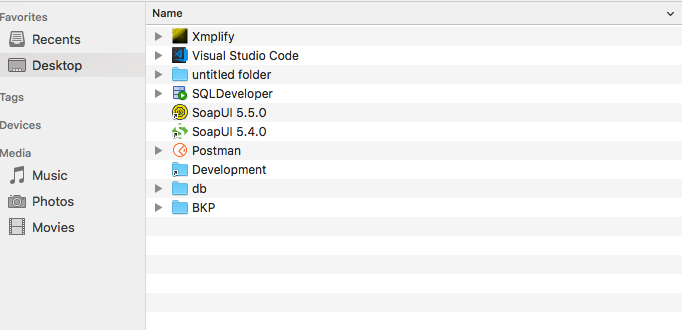 Favorites
Recents
Desktop
Tags
Devices
Media
Music
Photos
Movies
Name
Xmplify
Visual Studio Code
untitled folder
SQLDeveloper
SoapUI 5.5.0
SoapUI 5.4.0
Postman
Development
db
BKP